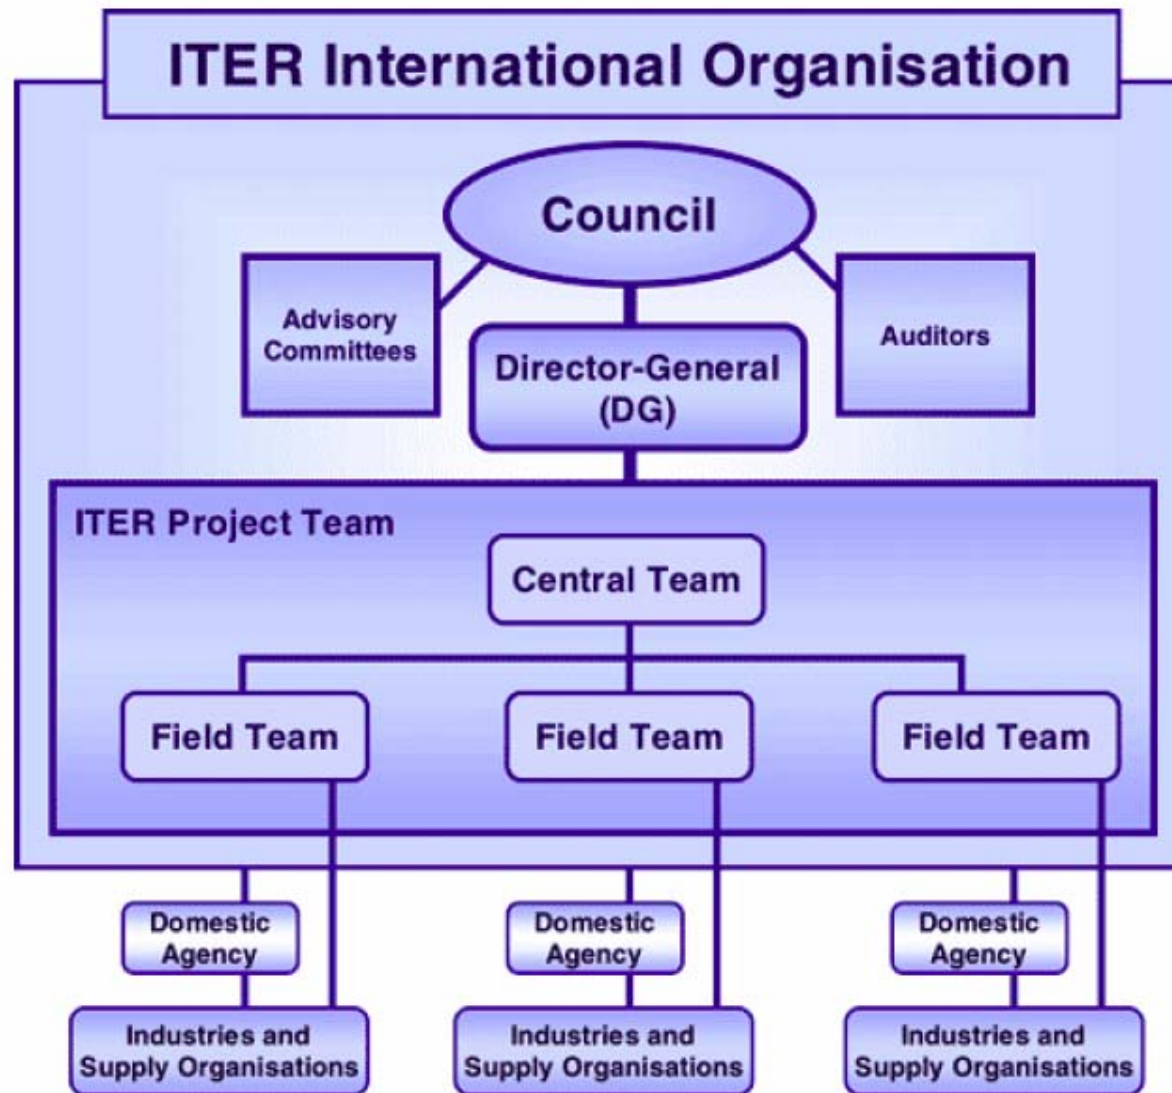 ITER International Organisation
Council
Advisory
Committees
Auditors
Director-General
(DG)
ITER Project Team
Central Team
Field Team
Field Team
Field Team
Domestic
Agency
Domestic
Agency
Domestic
Agency
Industries and
Supply Organisations
Industries and
Supply Organisations
Industries and
Supply Organisations